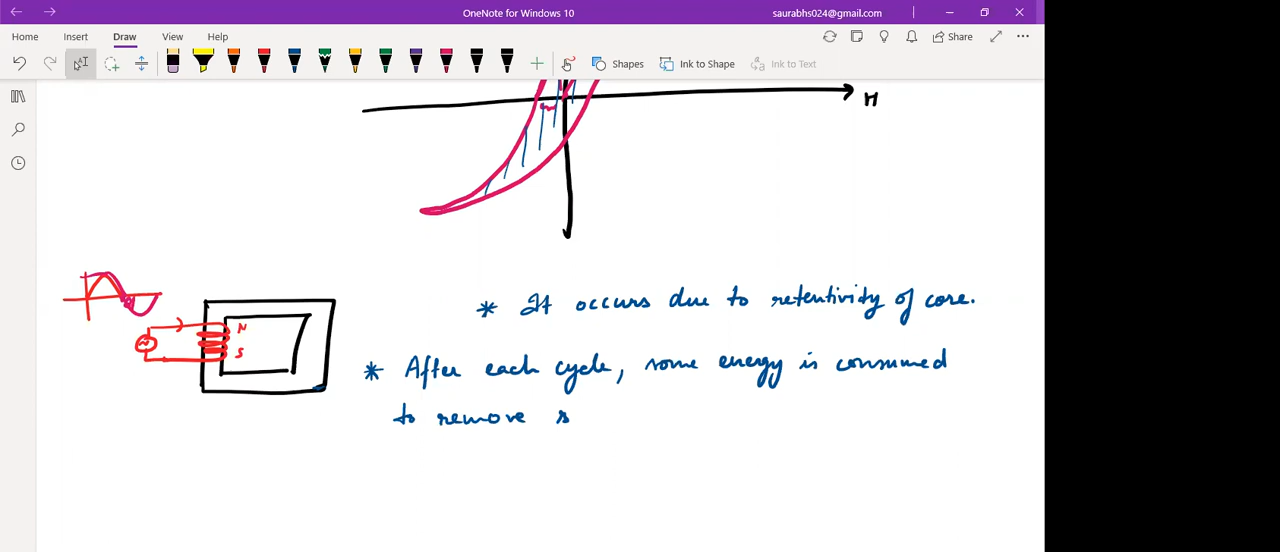 OneNote for Windows 10
saurabhs024@gmail.com
Home Insert Draw View Help
Share
Shapes Ink to Shape Ink to Text
H
* It occurs due to retentivity of core.
N
S
* After each cycle, some energy is consumed
to remove s